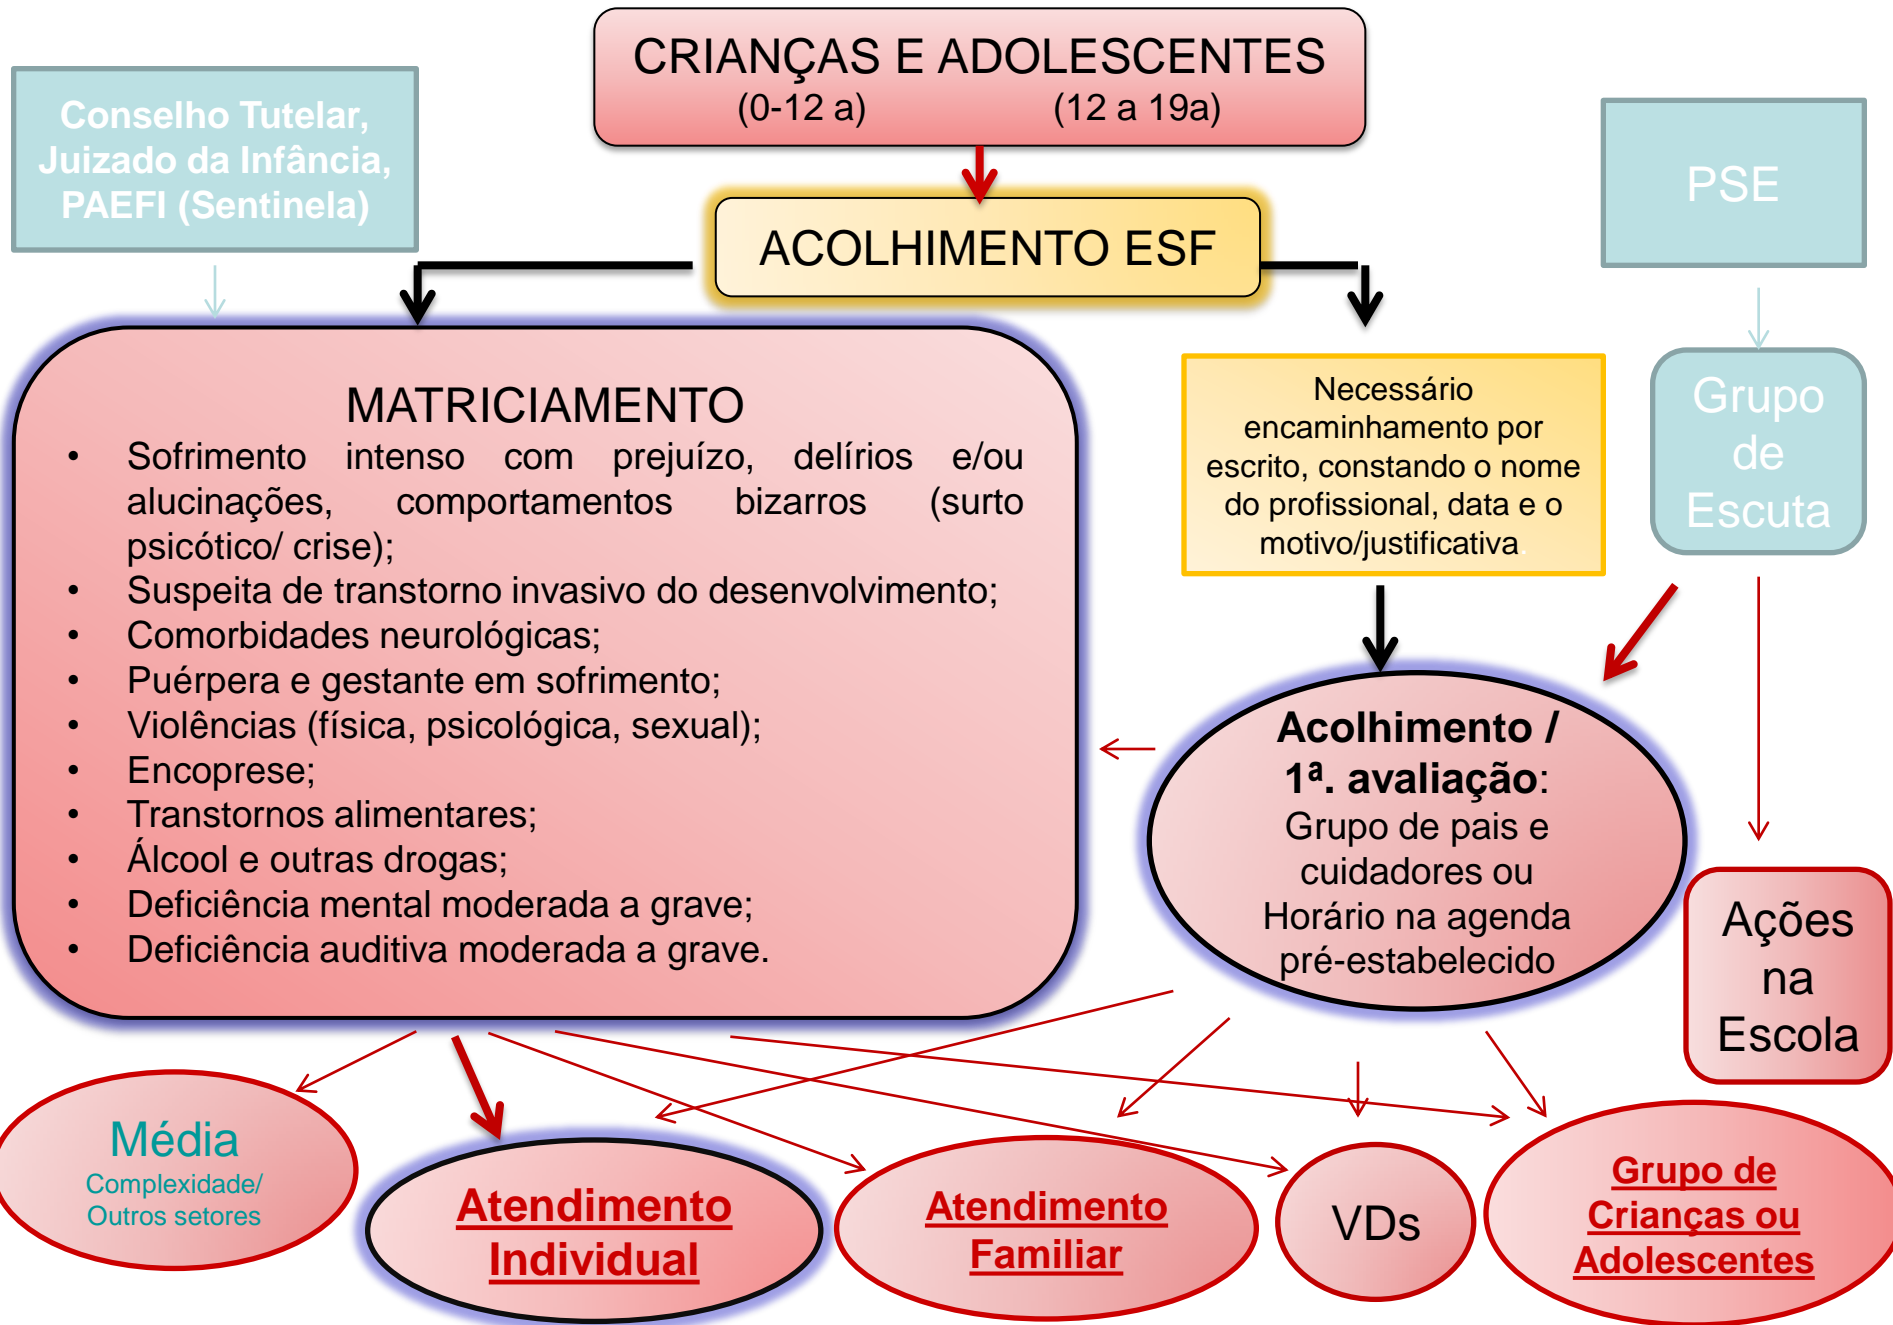 CRIANÇAS E ADOLESCENTES
(0-12 a) (12 a 19a)
Conselho Tutelar,
Juizado da Infância,
PAEFI (Sentinela)
PSE
ACOLHIMENTO ESF
MATRICIAMENTO
• Sofrimento intenso com prejuízo, delírios e/ou
alucinações, comportamentos bizarros (surto
psicótico/ crise);
• Suspeita de transtorno invasivo do desenvolvimento;
• Comorbidades neurológicas;
• Puérpera e gestante em sofrimento;
• Violências (física, psicológica, sexual);
• Encoprese;
• Transtornos alimentares;
• Álcool e outras drogas;
• Deficiência mental moderada a grave;
• Deficiência auditiva moderada a grave.
Necessário
encaminhamento por
escrito, constando o nome
do profissional, data e o
motivo/justificativa
Grupo
de
Escuta
Acolhimento /
1ª. avaliação:
Grupo de pais e
cuidadores ou
Horário na agenda
pré-estabelecido
Ações
na
Escola
Média
Complexidade/
Outros setores
Atendimento
Individual
Atendimento
Familiar
VDs
Grupo de
Crianças ou
Adolescentes